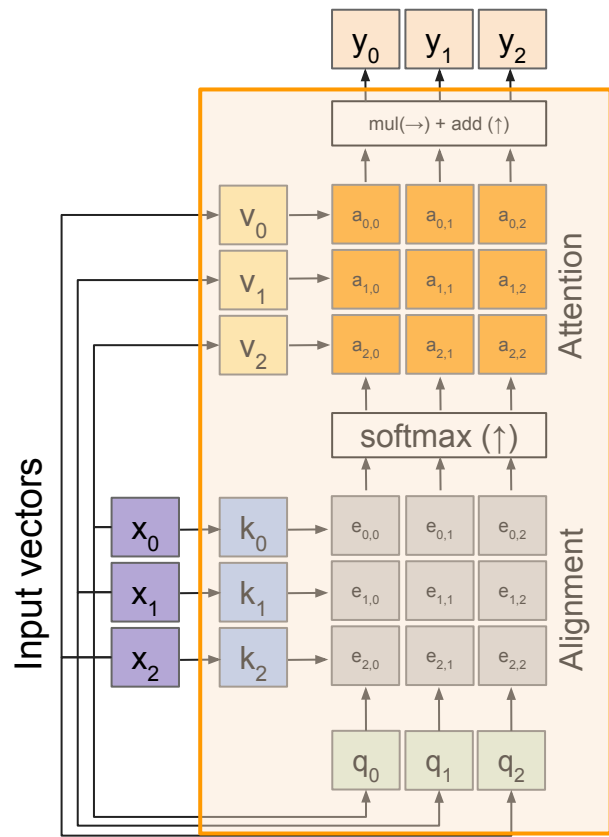 y₀ y₁ y₂
mul(→) + add (↑)
v₀ a₀,₀ a₀,₁ a₀,₂
v₁ a₁,₀ a₁,₁ a₁,₂
v₂ a₂,₀ a₂,₁ a₂,₂
Attention
softmax (↑)
Input vectors
x₀ k₀ e₀,₀ e₀,₁ e₀,₂
x₁ k₁ e₁,₀ e₁,₁ e₁,₂
x₂ k₂ e₂,₀ e₂,₁ e₂,₂
Alignment
q₀ q₁ q₂